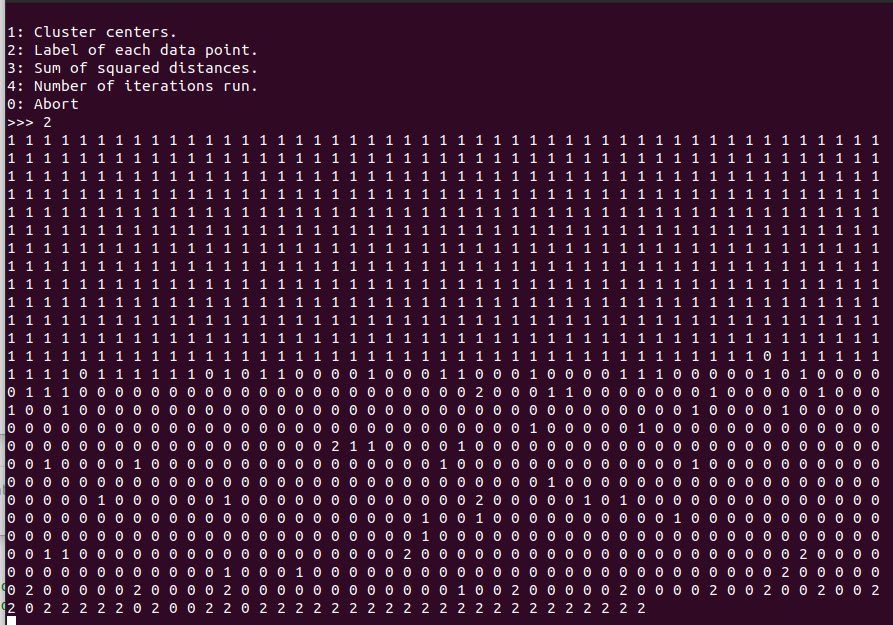 1: Cluster centers.
2: Label of each data point.
3: Sum of squared distances.
4: Number of iterations run.
0: Abort
>>> 2
1 1 1 1 1 1 1 1 1 1 1 1 1 1 1 1 1 1 1 1 1 1 1 1 1 1 1 1 1 1 1 1 1 1 1 1 1 1 1 1 1 1 1 1 1 1 1 1 1
1 1 1 1 1 1 1 1 1 1 1 1 1 1 1 1 1 1 1 1 1 1 1 1 1 1 1 1 1 1 1 1 1 1 1 1 1 1 1 1 1 1 1 1 1 1 1 1 1
1 1 1 1 1 1 1 1 1 1 1 1 1 1 1 1 1 1 1 1 1 1 1 1 1 1 1 1 1 1 1 1 1 1 1 1 1 1 1 1 1 1 1 1 1 1 1 1 1
1 1 1 1 1 1 1 1 1 1 1 1 1 1 1 1 1 1 1 1 1 1 1 1 1 1 1 1 1 1 1 1 1 1 1 1 1 1 1 1 1 1 1 1 1 1 1 1 1
1 1 1 1 1 1 1 1 1 1 1 1 1 1 1 1 1 1 1 1 1 1 1 1 1 1 1 1 1 1 1 1 1 1 1 1 1 1 1 1 1 1 1 1 1 1 1 1 1
1 1 1 1 1 1 1 1 1 1 1 1 1 1 1 1 1 1 1 1 1 1 1 1 1 1 1 1 1 1 1 1 1 1 1 1 1 1 1 1 1 1 1 1 1 1 1 1 1
1 1 1 1 1 1 1 1 1 1 1 1 1 1 1 1 1 1 1 1 1 1 1 1 1 1 1 1 1 1 1 1 1 1 1 1 1 1 1 1 1 1 1 1 1 1 1 1 1
1 1 1 1 1 1 1 1 1 1 1 1 1 1 1 1 1 1 1 1 1 1 1 1 1 1 1 1 1 1 1 1 1 1 1 1 1 1 1 1 1 1 1 1 1 1 1 1 1
1 1 1 1 1 1 1 1 1 1 1 1 1 1 1 1 1 1 1 1 1 1 1 1 1 1 1 1 1 1 1 1 1 1 1 1 1 1 1 1 1 1 1 1 1 1 1 1 1
1 1 1 1 1 1 1 1 1 1 1 1 1 1 1 1 1 1 1 1 1 1 1 1 1 1 1 1 1 1 1 1 1 1 1 1 1 1 1 1 1 1 1 1 1 1 1 1 1
1 1 1 1 1 1 1 1 1 1 1 1 1 1 1 1 1 1 1 1 1 1 1 1 1 1 1 1 1 1 1 1 1 1 1 1 1 1 1 1 1 1 1 1 1 1 1 1 1
1 1 1 1 1 1 1 1 1 1 1 1 1 1 1 1 1 1 1 1 1 1 1 1 1 1 1 1 1 1 1 1 1 1 1 1 1 1 1 1 1 1 1 1 1 1 1 1 1
1 1 1 1 1 1 1 1 1 1 1 1 1 1 1 1 1 1 1 1 1 1 1 1 1 1 1 1 1 1 1 1 1 1 1 1 1 1 1 1 1 1 0 1 1 1 1 1 1
1 1 1 1 0 1 1 1 1 1 1 0 1 0 1 1 0 0 0 0 1 0 0 0 1 1 0 0 0 1 0 0 0 0 1 1 1 0 0 0 0 0 1 0 1 0 0 0 0
0 1 1 1 0 0 0 0 0 0 0 0 0 0 0 0 0 0 0 0 0 0 0 0 0 0 2 0 0 0 1 1 0 0 0 0 0 0 0 1 0 0 0 0 0 1 0 0 0
1 0 0 1 0 0 0 0 0 0 0 0 0 0 0 0 0 0 0 0 0 0 0 0 0 0 0 0 0 0 0 0 0 0 0 0 0 0 1 0 0 0 0 1 0 0 0 0 0
0 0 0 0 0 0 0 0 0 0 0 0 0 0 0 0 0 0 0 0 0 0 0 0 0 0 0 0 0 1 0 0 0 0 0 1 0 0 0 0 0 0 0 0 0 0 0 0 0
0 0 0 0 0 0 0 0 0 0 0 0 0 0 0 0 0 0 2 1 1 0 0 0 0 1 0 0 0 0 0 0 0 0 0 0 0 0 0 0 0 0 0 0 0 0 0 0 0
0 0 1 0 0 0 0 1 0 0 0 0 0 0 0 0 0 0 0 0 0 0 0 0 1 0 0 0 0 0 0 0 0 0 0 0 0 0 1 0 0 0 0 0 0 0 0 0 0
0 0 0 0 0 0 0 0 0 0 0 0 0 0 0 0 0 0 0 0 0 0 0 0 0 0 0 0 0 0 1 0 0 0 0 0 0 0 0 0 0 0 0 0 0 0 0 0 0
0 0 0 0 0 1 0 0 0 0 0 0 1 0 0 0 0 0 0 0 0 0 0 0 0 0 2 0 0 0 0 0 1 0 1 0 0 0 0 0 0 0 0 0 0 0 0 0 0
0 0 0 0 0 0 0 0 0 0 0 0 0 0 0 0 0 0 0 0 0 0 0 1 0 0 1 0 0 0 0 0 0 0 0 0 0 1 0 0 0 0 0 0 0 0 0 0 0
0 0 0 0 0 0 0 0 0 0 0 0 0 0 0 0 0 0 0 0 0 0 0 1 0 0 0 0 0 0 0 0 0 0 0 0 0 0 0 0 0 0 0 0 0 0 0 0 0
0 0 1 1 0 0 0 0 0 0 0 0 0 0 0 0 0 0 0 0 0 0 2 0 0 0 0 0 0 0 0 0 0 0 0 0 0 0 0 0 0 0 0 0 2 0 0 0 0
0 0 0 0 0 0 0 0 0 0 0 0 1 0 0 0 1 0 0 0 0 0 0 0 0 0 0 0 0 0 0 0 0 0 0 0 0 0 0 0 0 0 0 2 0 0 0 0 0
0 2 0 0 0 0 0 2 0 0 0 0 2 0 0 0 0 0 0 0 0 0 0 0 0 1 0 0 2 0 0 0 0 0 2 0 0 0 0 2 0 0 2 0 0 2 0 0 2
2 0 2 2 2 2 2 0 2 0 0 2 2 0 2 2 2 2 2 2 2 2 2 2 2 2 2 2 2 2 2 2 2 2 2 2